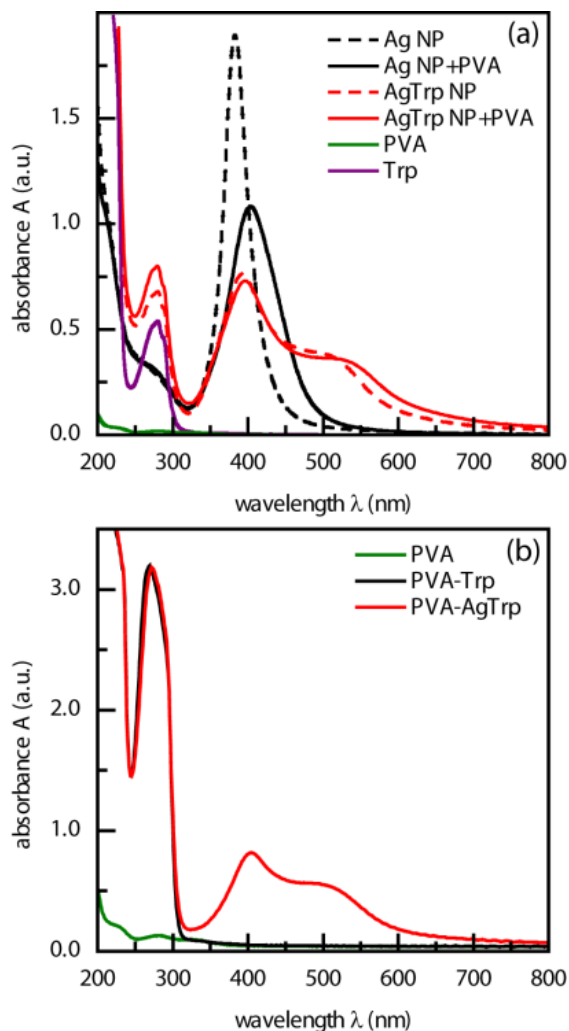 (a)
Ag NP
Ag NP+PVA
AgTrp NP
AgTrp NP+PVA
PVA
Trp
absorbance A (a.u.)
1.5
1.0
0.5
0.0
200 300 400 500 600 700 800
wavelength λ (nm)
(b)
PVA
PVA-Trp
PVA-AgTrp
absorbance A (a.u.)
3.0
2.0
1.0
0.0
200 300 400 500 600 700 800
wavelength λ (nm)